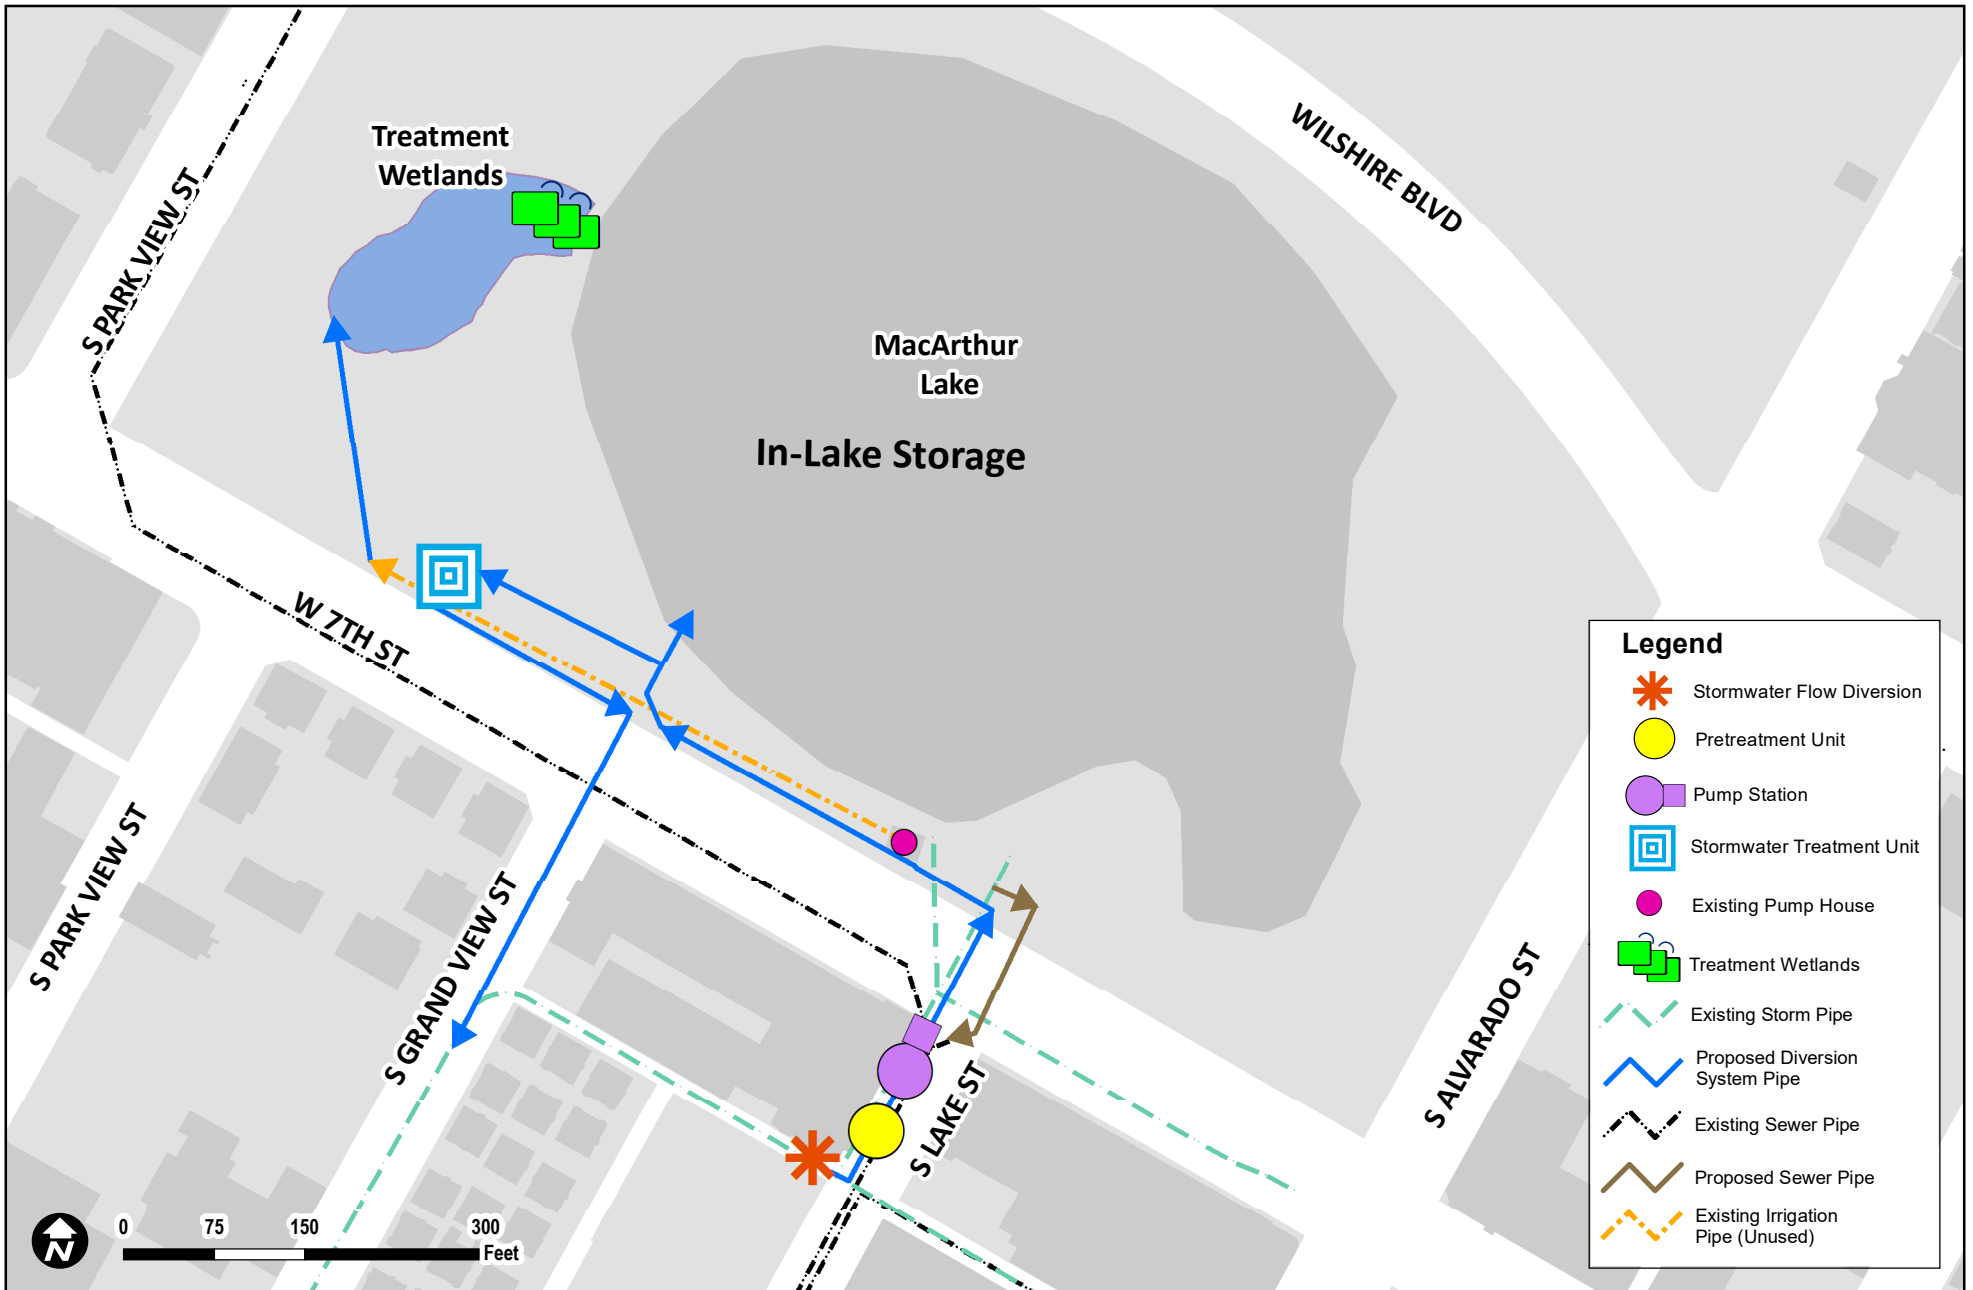 Treatment
Wetlands
WILSHIRE BLVD
S PARK VIEW ST
MacArthur
Lake
In-Lake Storage
W 7TH ST
S PARK VIEW ST
S GRAND VIEW ST
S LAKE ST
S ALVARADO ST
Legend
Stormwater Flow Diversion
Pretreatment Unit
Pump Station
Stormwater Treatment Unit
Existing Pump House
Treatment Wetlands
Existing Storm Pipe
Proposed Diversion
System Pipe
Existing Sewer Pipe
Proposed Sewer Pipe
Existing Irrigation
Pipe (Unused)
N
0 75 150 300
Feet